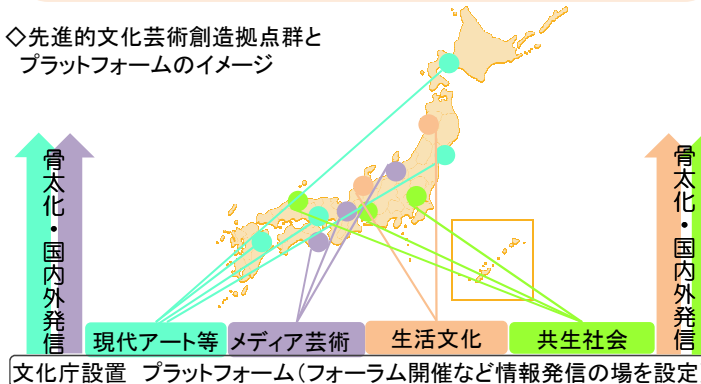 ◇先進的文化芸術創造拠点群と
プラットフォームのイメージ
骨太化・国内外発信
骨太化・国内外発信
現代アート等
メディア芸術
生活文化
共生社会
文化庁設置 プラットフォーム(フォーラム開催など情報発信の場を設定